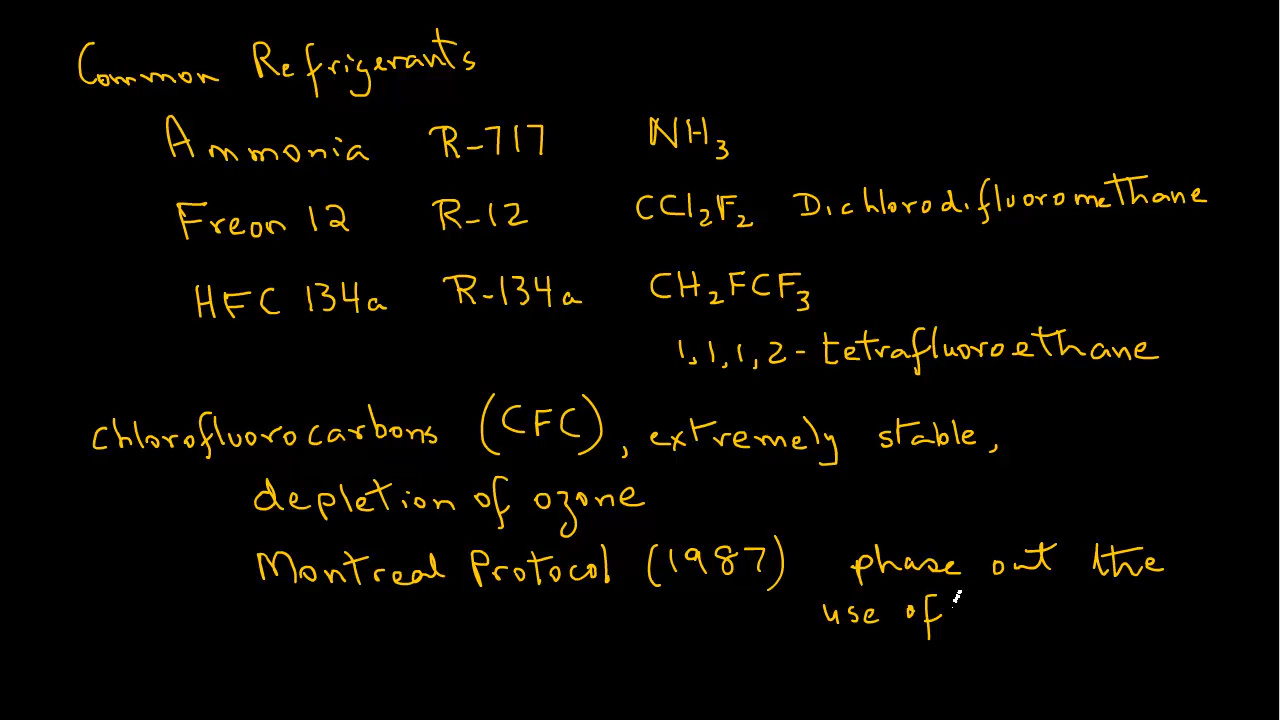 Common Refrigerants
Ammonia R-717 NH₃
Freon 12 R-12 CCl₂F₂ Dichlorodifluoromethane
HFC 134a R-134a CH₂FCF₃
1,1,1,2-tetrafluoroethane
chlorofluorocarbons (CFC), extremely stable,
depletion of ozone
Montreal Protocol (1987) phase out the
use of